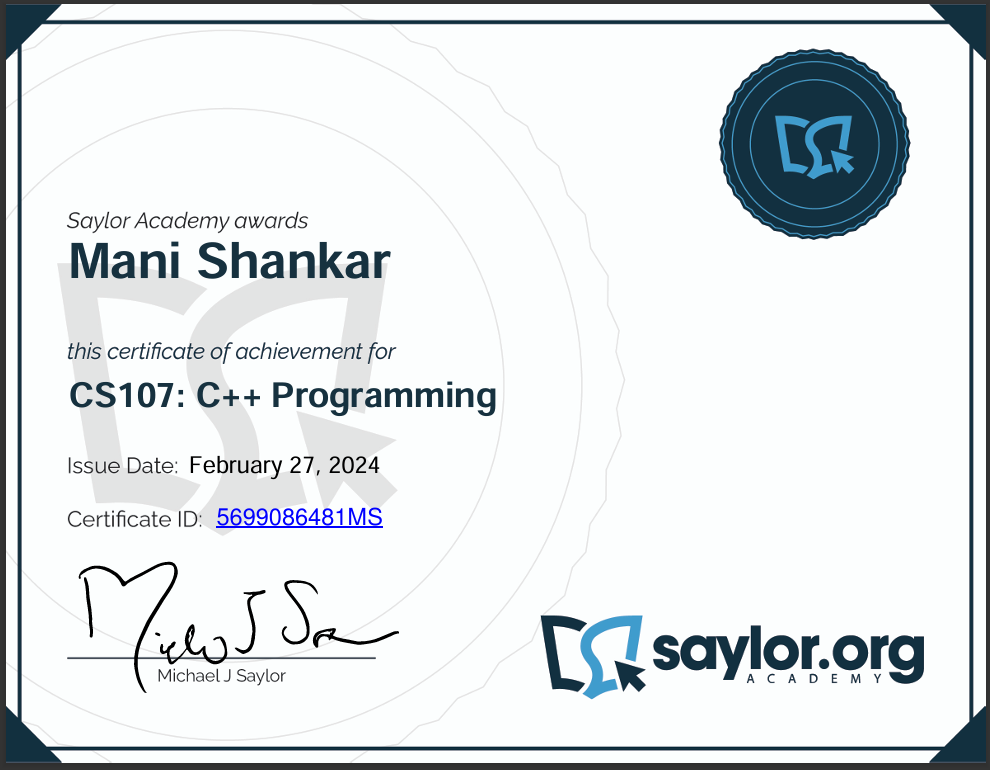 Saylor Academy awards
Mani Shankar
this certificate of achievement for
CS107: C++ Programming
Issue Date: February 27, 2024
Certificate ID: 5699086481MS
Michael J Saylor
saylor.org
ACADEMY